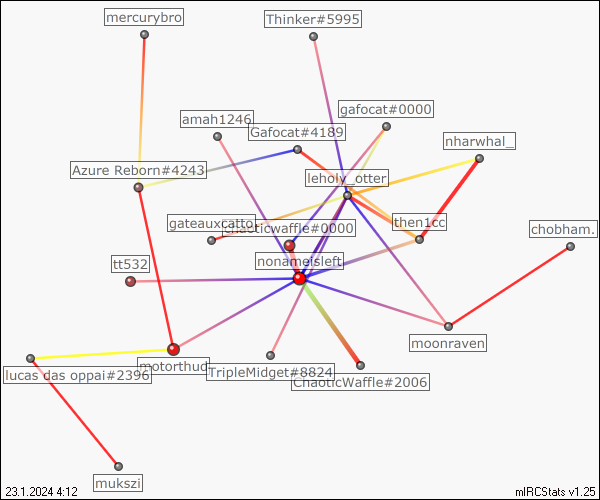 mercurybro
Thinker#5995
gafocat#0000
amah1246
Gafocat#4189
nharwhal_
Azure Reborn#4243
leholy_otter
gateauxcatto
chaoticwaffle#0000
then1cc
chobham.
tt532
nonameisleft
moonraven
motorthud
lucas das oppai#2396
TripleMidget#8824
ChaoticWaffle#2006
mukszi
23.1.2024 4:12
mIRCStats v1.25